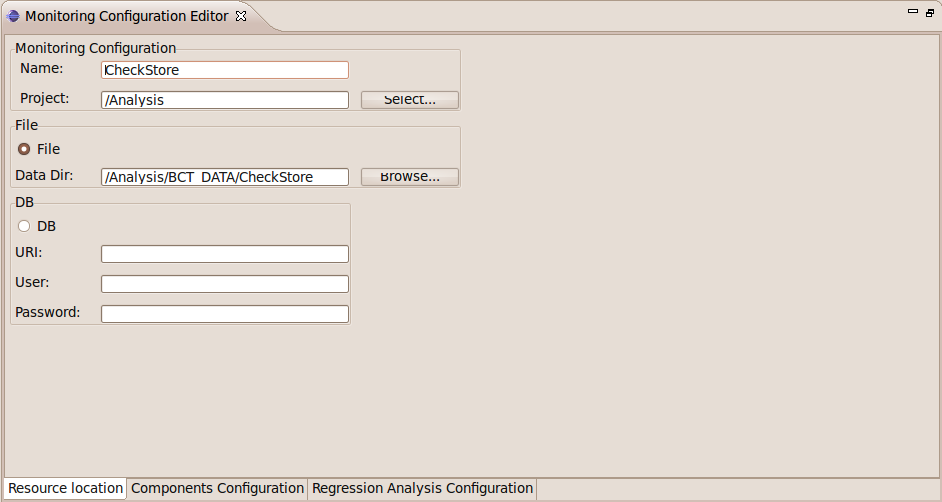 Monitoring Configuration Editor
Monitoring Configuration
Name: CheckStore
Project: /Analysis Select...
File
File
Data Dir: /Analysis/BCT_DATA/CheckStore Browse...
DB
DB
URI:
User:
Password:
Resource location Components Configuration Regression Analysis Configuration